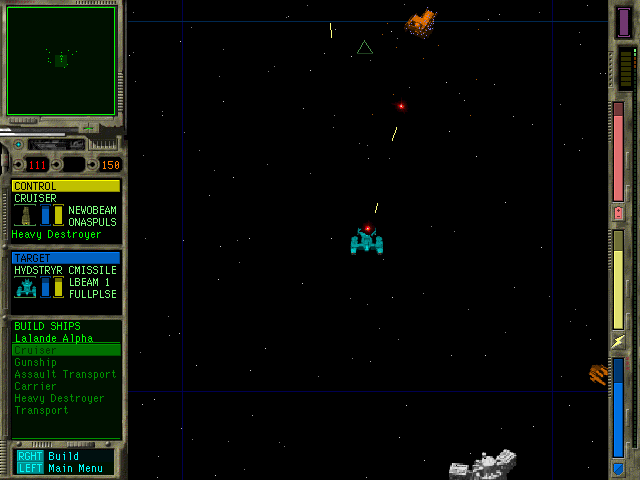 111 150
CONTROL
CRUISER
NEWOBEAM
ONASPULS
Heavy Destroyer
TARGET
HYDSTRYR CMISSILE
LBEAM 1
FULLPLSE
BUILD SHIPS
Lalande Alpha
Cruiser
Gunship
Assault Transport
Carrier
Heavy Destroyer
Transport
RGHT Build
LEFT Main Menu